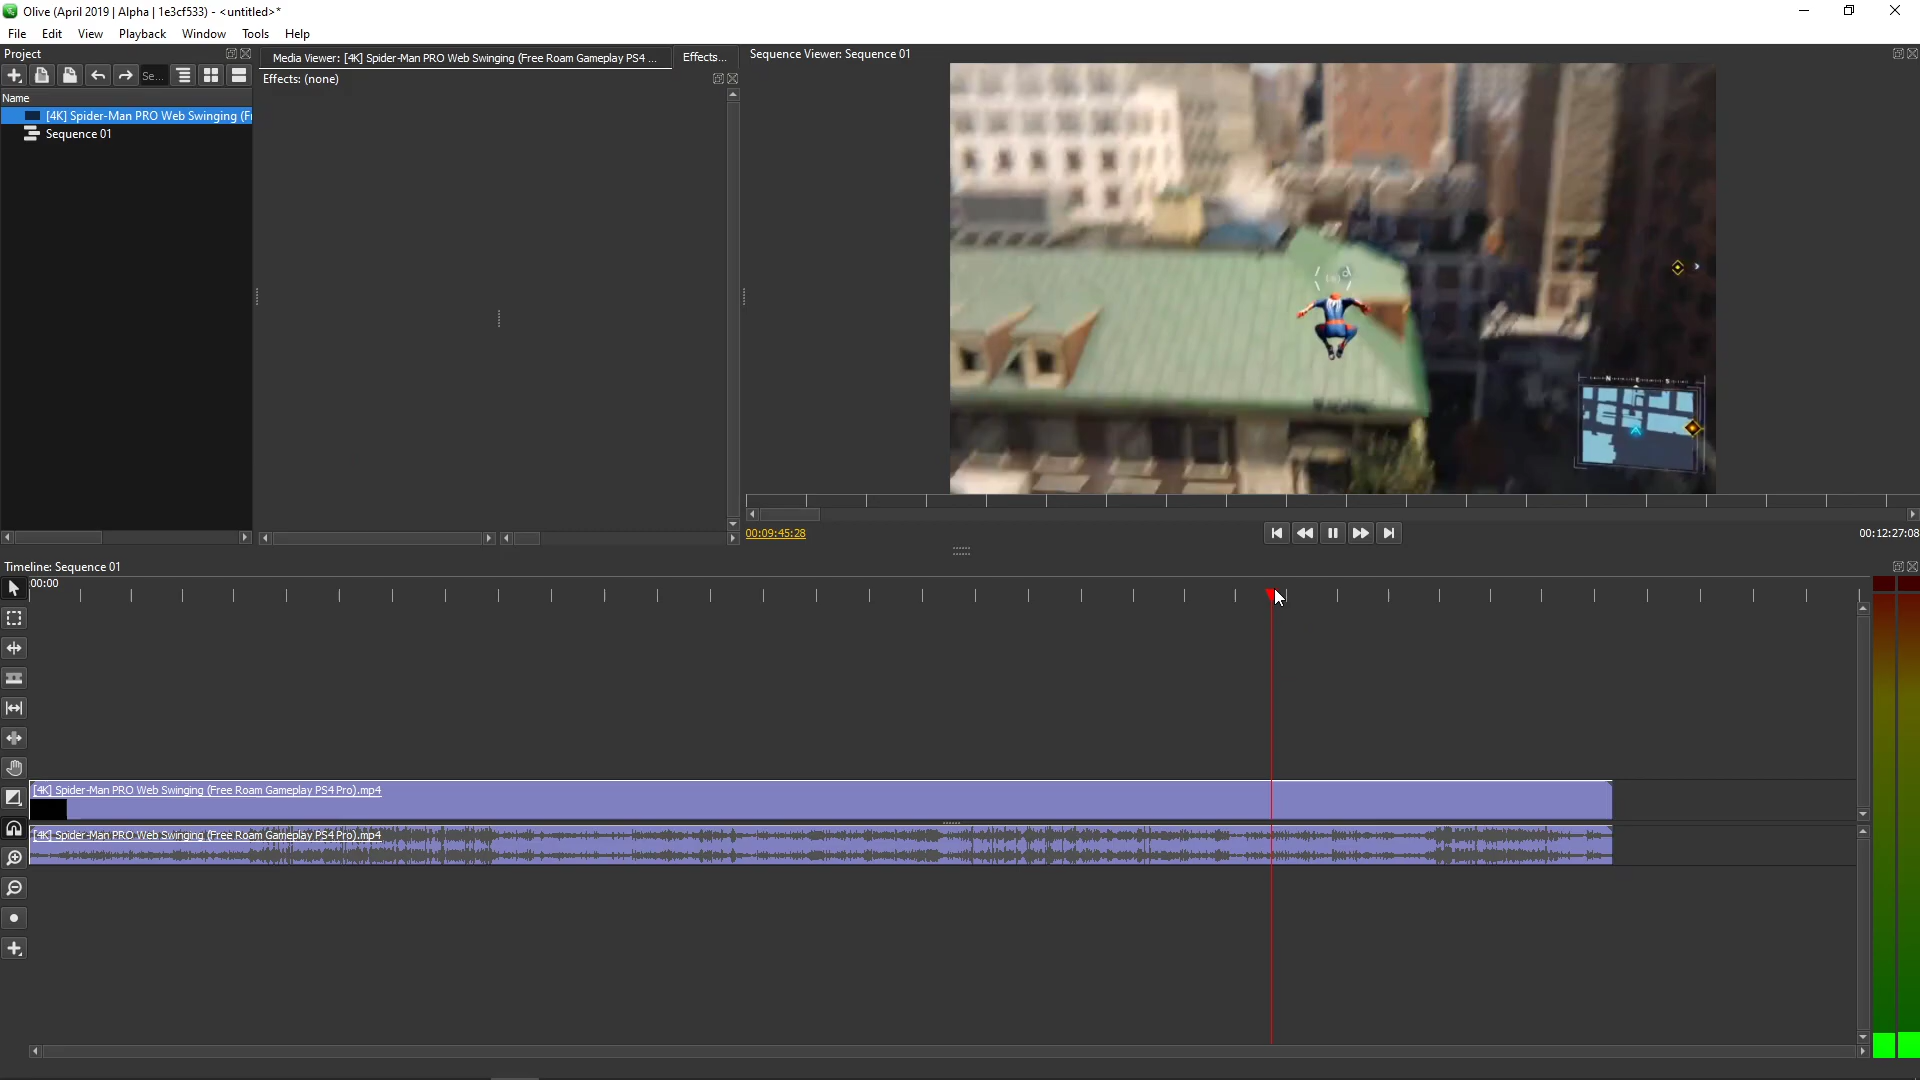 Olive (April 2019 | Alpha | 1e3cf533) - <untitled>*
File Edit View Playback Window Tools Help
Project
Media Viewer: [4K] Spider-Man PRO Web Swinging (Free Roam Gameplay PS4 ...
Effects...
Sequence Viewer: Sequence 01
Se...
Effects: (none)
Name
[4K] Spider-Man PRO Web Swinging (Fr
Sequence 01
N E S
00:09:45:28
00:12:27:08
Timeline: Sequence 01
00:00
[4K] Spider-Man PRO Web Swinging (Free Roam Gameplay PS4 Pro).mp4
[4K] Spider-Man PRO Web Swinging (Free Roam Gameplay PS4 Pro).mp4